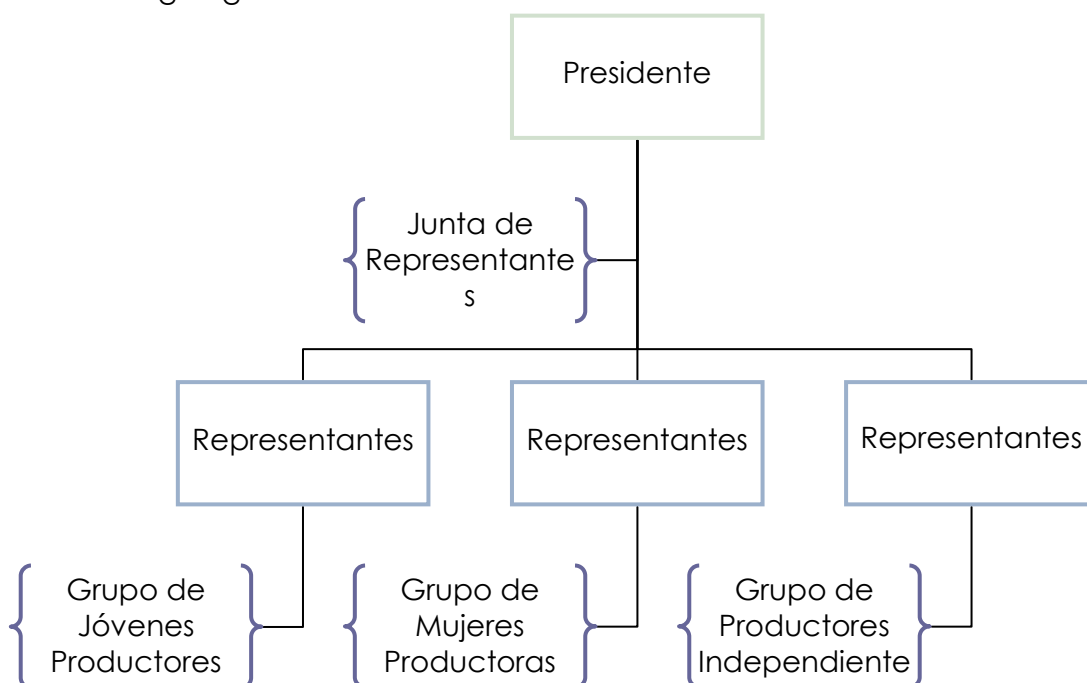 Presidente
Junta de
Representante
s
Representantes
Representantes
Representantes
Grupo de
Jóvenes
Productores
Grupo de
Mujeres
Productoras
Grupo de
Productores
Independiente